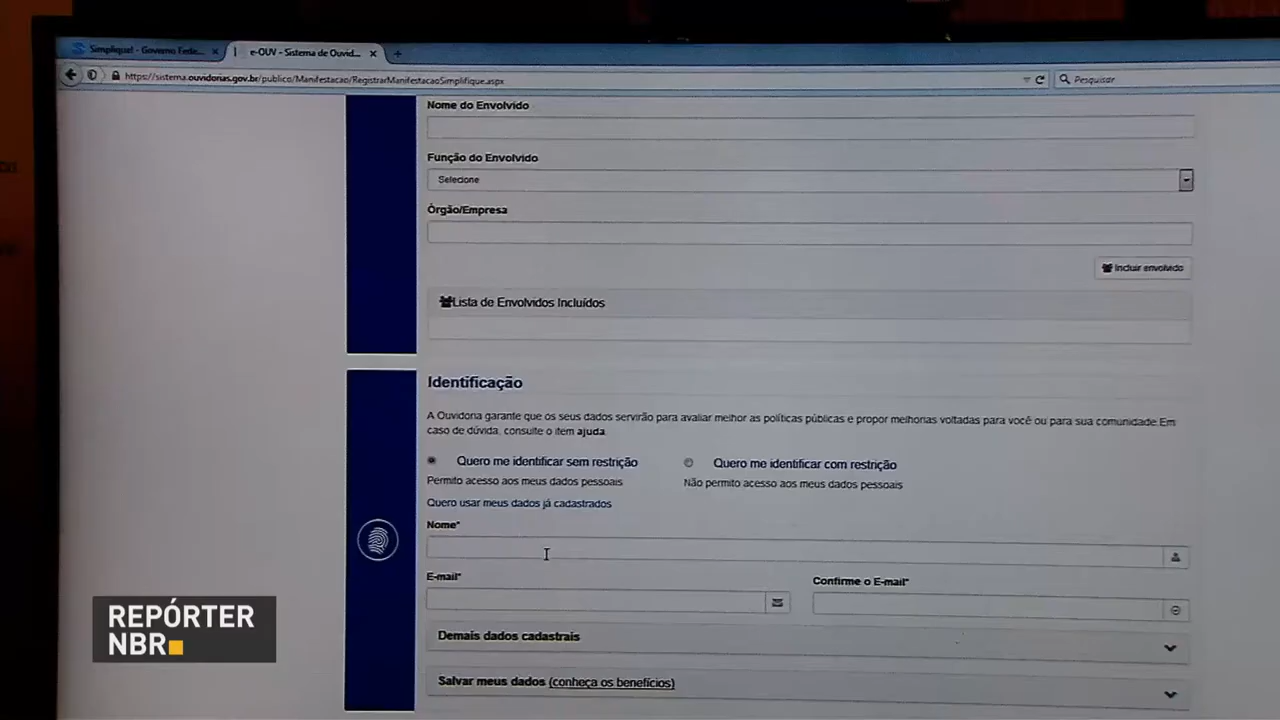 Simplique! - Governo Fede...
e-OUV - Sistema de Ouvid...
https://sistema.ouvidorias.gov.br/publico/Manifestacao/RegistrarManifestacaoSimplifique.aspx
Pesquisar
Nome do Envolvido
Função do Envolvido
Selecione
Órgão/Empresa
Incluir envolvido
Lista de Envolvidos Incluídos
Identificação
A Ouvidoria garante que os seus dados servirão para avaliar melhor as políticas públicas e propor melhorias voltadas para você ou para sua comunidade.Em
caso de dúvida, consulte o item ajuda.
Quero me identificar sem restrição
Quero me identificar com restrição
Permito acesso aos meus dados pessoais
Não permito acesso aos meus dados pessoais
Quero usar meus dados já cadastrados
Nome*
E-mail*
Confirme o E-mail*
Demais dados cadastrais
Salvar meus dados (conheça os benefícios)
REPÓRTER
NBR